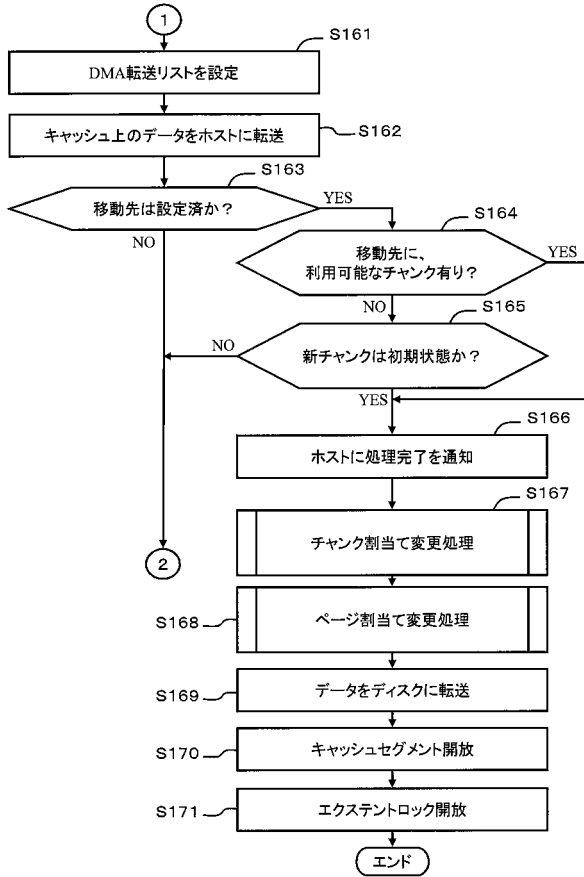 1
S161
DMA転送リストを設定
キャッシュ上のデータをホストに転送
S162
S163
移動先は設定済か？
YES
S164
NO
移動先に、
利用可能なチャンク有り？
YES
NO
S165
新チャンクは初期状態か？
NO
YES
S166
ホストに処理完了を通知
S167
チャンク割当て変更処理
2
S168
ページ割当て変更処理
S169
データをディスクに転送
S170
キャッシュセグメント開放
S171
エクステントロック開放
エンド